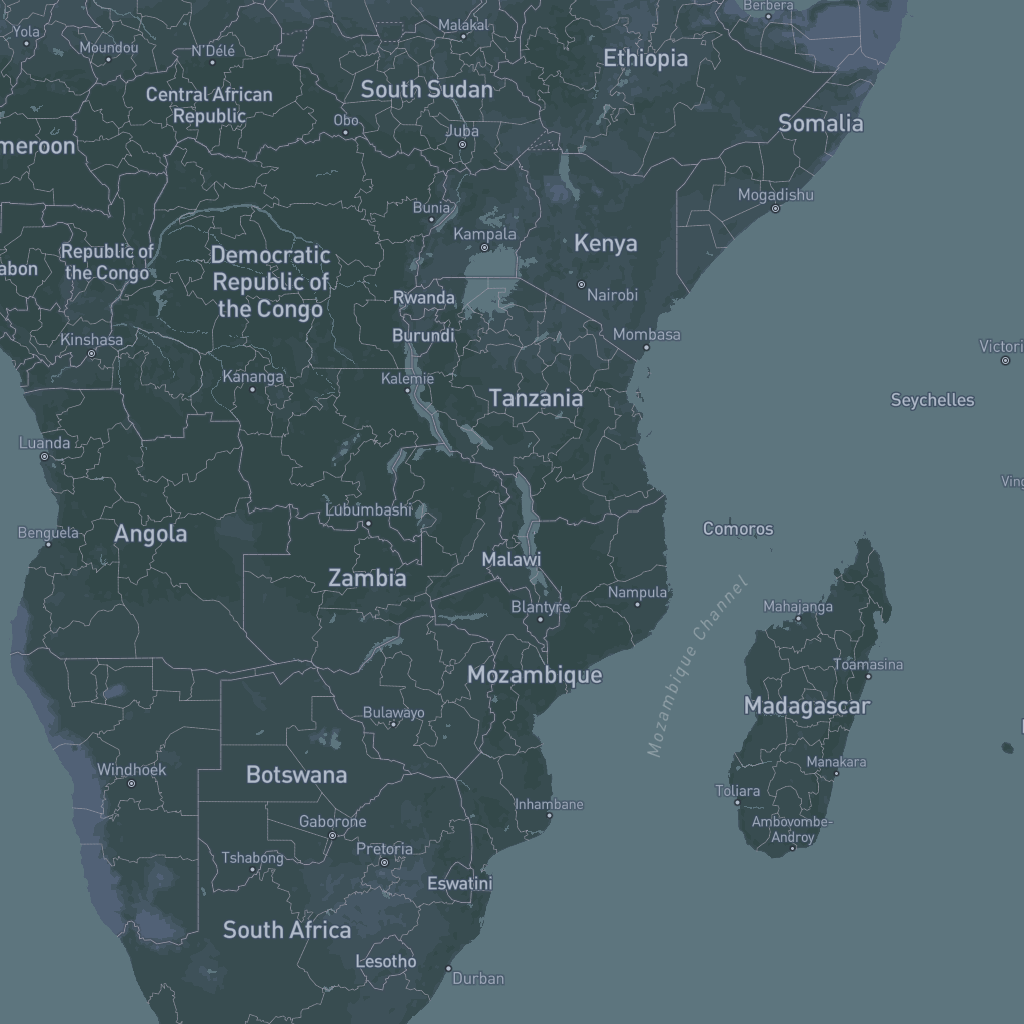 Berbera
Malakal
Yola
Moundou
N'Délé
Ethiopia
South Sudan
Central African
Republic
Obo
Somalia
Juba
meroon
Mogadishu
Bunia
Kampala
Kenya
Republic of
the Congo
Democratic
Republic of
the Congo
abon
Nairobi
Rwanda
Burundi
Mombasa
Kinshasa
Victori
Kananga
Kalemie
Tanzania
Seychelles
Luanda
Ving
Lubumbashi
Benguela
Angola
Comoros
Malawi
Zambia
Nampula
Blantyre
Mahajanga
Mozambique Channel
Toamasina
Mozambique
Madagascar
Bulawayo
Windhoek
Botswana
Manakara
Toliara
Inhambane
Gaborone
Ambovombe-
Androy
Pretoria
Tshabong
Eswatini
South Africa
Lesotho
Durban